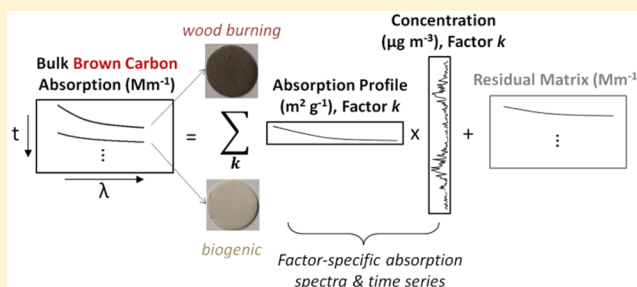 Concentration
(µg m⁻³), Factor k
wood burning
Bulk Brown Carbon
Absorption (Mm⁻¹)
Absorption Profile
(m² g⁻¹), Factor k
Residual Matrix (Mm⁻¹
t
=
∑
k
x
+
⋮
⋮
λ
biogenic
Factor-specific absorption
spectra & time series